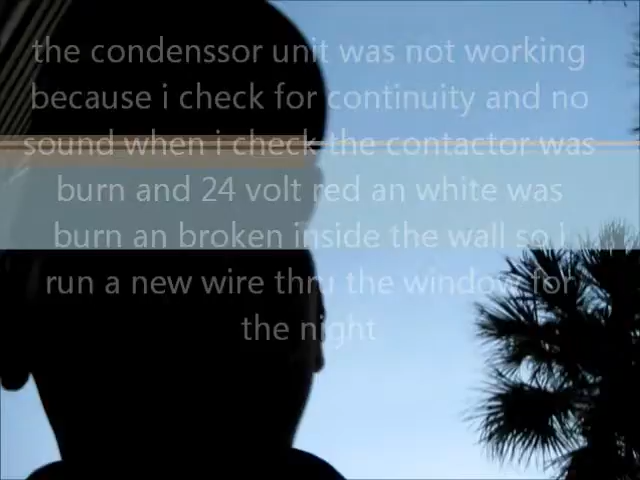 the condenssor unit was not working
because i check for continuity and no
sound when i check the contactor was
burn and 24 volt red an white was
burn an broken inside the wall so i
run a new wire thru the window for
the night